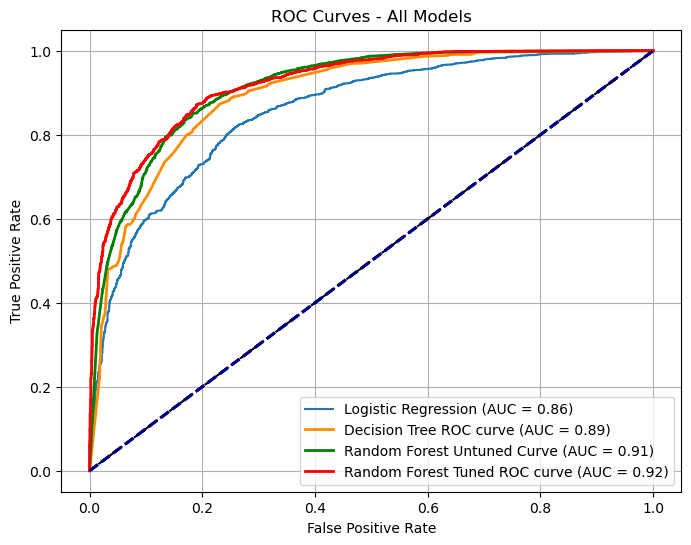 ROC Curves - All Models
True Positive Rate
1.0
0.8
0.6
0.4
0.2
0.0
Logistic Regression (AUC = 0.86)
Decision Tree ROC curve (AUC = 0.89)
Random Forest Untuned Curve (AUC = 0.91)
Random Forest Tuned ROC curve (AUC = 0.92)
0.0 0.2 0.4 0.6 0.8 1.0
False Positive Rate